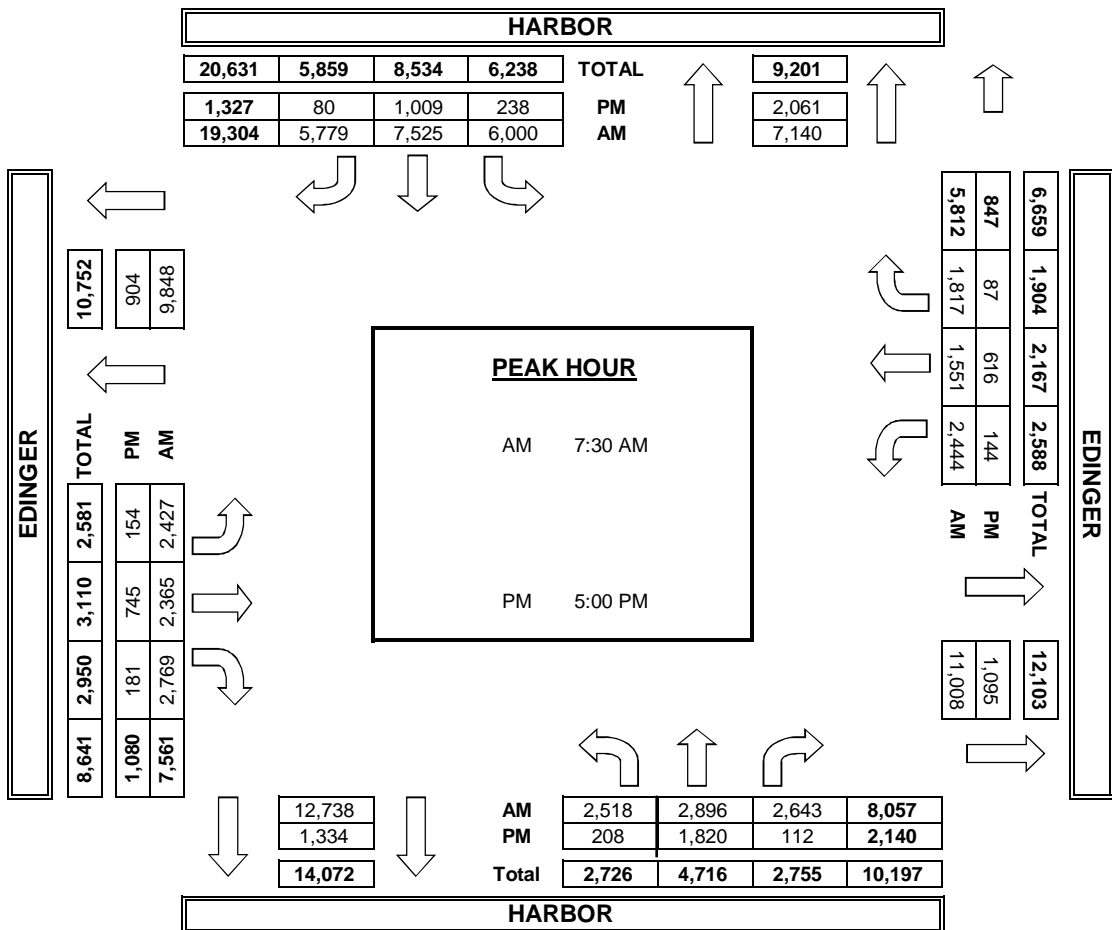 HARBOR
20,631 5,859 8,534 6,238 TOTAL 9,201
1,327 80 1,009 238 PM 2,061
19,304 5,779 7,525 6,000 AM 7,140
EDINGER
10,752
904
9,848
TOTAL 2,581 3,110 2,950 8,641
PM 154 745 181 1,080
AM 2,427 2,365 2,769 7,561
PEAK HOUR
AM 7:30 AM
PM 5:00 PM
6,659 1,904 2,167 2,588 TOTAL
847 87 616 144 PM
5,812 1,817 1,551 2,444 AM
12,103
1,095
11,008
EDINGER
12,738 AM 2,518 2,896 2,643 8,057
1,334 PM 208 1,820 112 2,140
14,072 Total 2,726 4,716 2,755 10,197
HARBOR